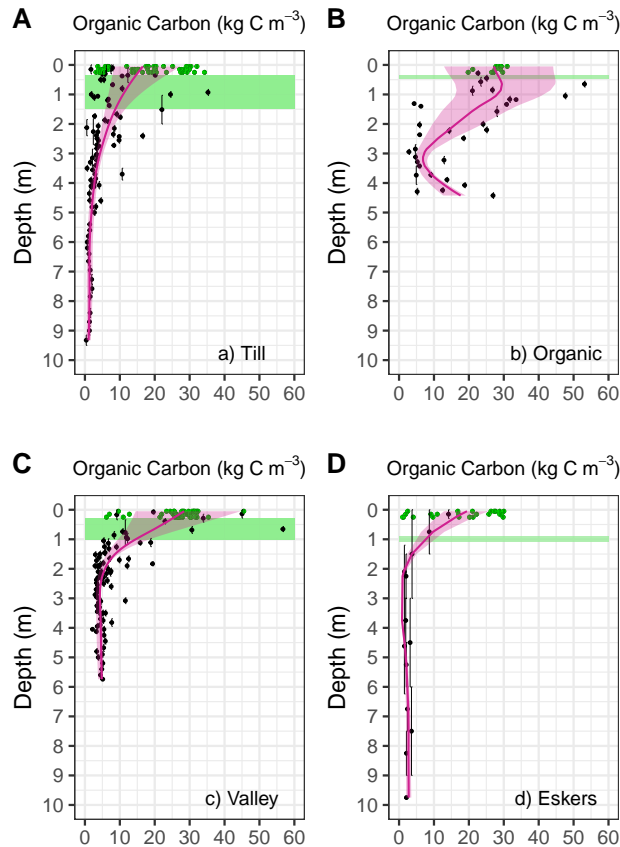 A
Organic Carbon (kg C m⁻³)
0 10 20 30 40 50 60
Depth (m)
0
1
2
3
4
5
6
7
8
9
10
a) Till
B
Organic Carbon (kg C m⁻³)
0 10 20 30 40 50 60
Depth (m)
0
1
2
3
4
5
6
7
8
9
10
b) Organic
C
Organic Carbon (kg C m⁻³)
0 10 20 30 40 50 60
Depth (m)
0
1
2
3
4
5
6
7
8
9
10
c) Valley
D
Organic Carbon (kg C m⁻³)
0 10 20 30 40 50 60
Depth (m)
0
1
2
3
4
5
6
7
8
9
10
d) Eskers